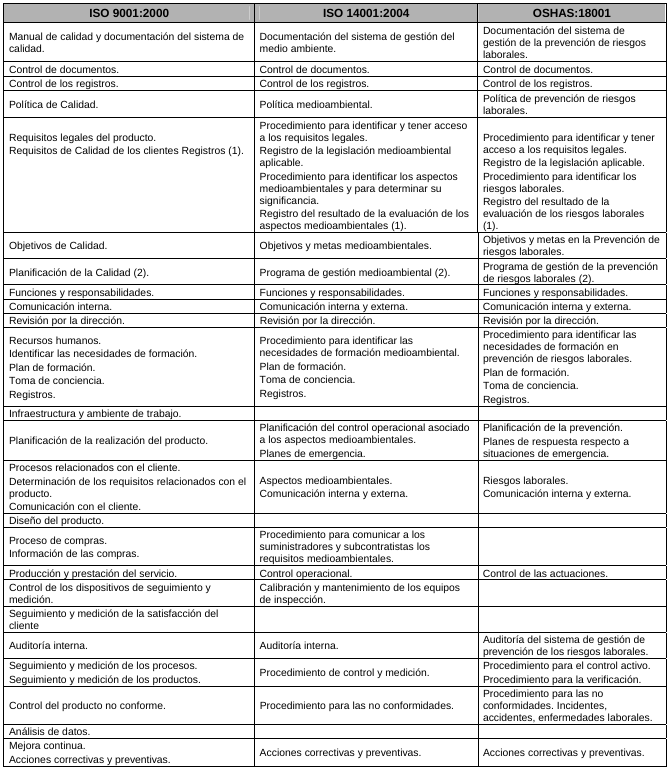 ISO 9001:2000
ISO 14001:2004
OSHAS:18001
Manual de calidad y documentación del sistema de
calidad.
Documentación del sistema de gestión del
medio ambiente.
Documentación del sistema de
gestión de la prevención de riesgos
laborales.
Control de documentos.
Control de documentos.
Control de documentos.
Control de los registros.
Control de los registros.
Control de los registros.
Política de Calidad.
Política medioambiental.
Política de prevención de riesgos
laborales.
Requisitos legales del producto.
Requisitos de Calidad de los clientes Registros (1).
Procedimiento para identificar y tener acceso
a los requisitos legales.
Registro de la legislación medioambiental
aplicable.
Procedimiento para identificar los aspectos
medioambientales y para determinar su
significancia.
Registro del resultado de la evaluación de los
aspectos medioambientales (1).
Procedimiento para identificar y tener
acceso a los requisitos legales.
Registro de la legislación aplicable.
Procedimiento para identificar los
riesgos laborales.
Registro del resultado de la
evaluación de los riesgos laborales
(1).
Objetivos de Calidad.
Objetivos y metas medioambientales.
Objetivos y metas en la Prevención de
riesgos laborales.
Planificación de la Calidad (2).
Programa de gestión medioambiental (2).
Programa de gestión de la prevención
de riesgos laborales (2).
Funciones y responsabilidades.
Funciones y responsabilidades.
Funciones y responsabilidades.
Comunicación interna.
Comunicación interna y externa.
Comunicación interna y externa.
Revisión por la dirección.
Revisión por la dirección.
Revisión por la dirección.
Recursos humanos.
Identificar las necesidades de formación.
Plan de formación.
Toma de conciencia.
Registros.
Procedimiento para identificar las
necesidades de formación medioambiental.
Plan de formación.
Toma de conciencia.
Registros.
Procedimiento para identificar las
necesidades de formación en
prevención de riesgos laborales.
Plan de formación.
Toma de conciencia.
Registros.
Infraestructura y ambiente de trabajo.
Planificación de la realización del producto.
Planificación del control operacional asociado
a los aspectos medioambientales.
Planes de emergencia.
Planificación de la prevención.
Planes de respuesta respecto a
situaciones de emergencia.
Procesos relacionados con el cliente.
Determinación de los requisitos relacionados con el
producto.
Comunicación con el cliente.
Aspectos medioambientales.
Comunicación interna y externa.
Riesgos laborales.
Comunicación interna y externa.
Diseño del producto.
Proceso de compras.
Información de las compras.
Procedimiento para comunicar a los
suministradores y subcontratistas los
requisitos medioambientales.
Producción y prestación del servicio.
Control operacional.
Control de las actuaciones.
Control de los dispositivos de seguimiento y
medición.
Calibración y mantenimiento de los equipos
de inspección.
Seguimiento y medición de la satisfacción del
cliente
Auditoría interna.
Auditoría interna.
Auditoría del sistema de gestión de
prevención de los riesgos laborales.
Seguimiento y medición de los procesos.
Seguimiento y medición de los productos.
Procedimiento de control y medición.
Procedimiento para el control activo.
Procedimiento para la verificación.
Control del producto no conforme.
Procedimiento para las no conformidades.
Procedimiento para las no
conformidades. Incidentes,
accidentes, enfermedades laborales.
Análisis de datos.
Mejora continua.
Acciones correctivas y preventivas.
Acciones correctivas y preventivas.
Acciones correctivas y preventivas.